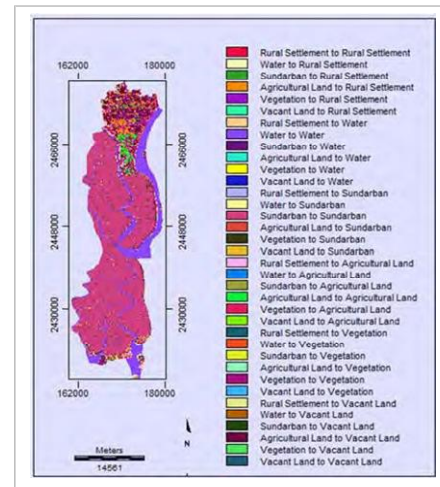 162000 180000
2466000 2466000
2448000 2448000
2430000 2430000
162000 180000
N
Meters
14561
Rural Settlement to Rural Settlement
Water to Rural Settlement
Sundarban to Rural Settlement
Agricultural Land to Rural Settlement
Vegetation to Rural Settlement
Vacant Land to Rural Settlement
Rural Settlement to Water
Water to Water
Sundarban to Water
Agricultural Land to Water
Vegetation to Water
Vacant Land to Water
Rural Settlement to Sundarban
Water to Sundarban
Sundarban to Sundarban
Agricultural Land to Sundarban
Vegetation to Sundarban
Vacant Land to Sundarban
Rural Settlement to Agricultural Land
Water to Agricultural Land
Sundarban to Agricultural Land
Agricultural Land to Agricultural Land
Vegetation to Agricultural Land
Vacant Land to Agricultural Land
Rural Settlement to Vegetation
Water to Vegetation
Sundarban to Vegetation
Agricultural Land to Vegetation
Vegetation to Vegetation
Vacant Land to Vegetation
Rural Settlement to Vacant Land
Water to Vacant Land
Sundarban to Vacant Land
Agricultural Land to Vacant Land
Vegetation to Vacant Land
Vacant Land to Vacant Land